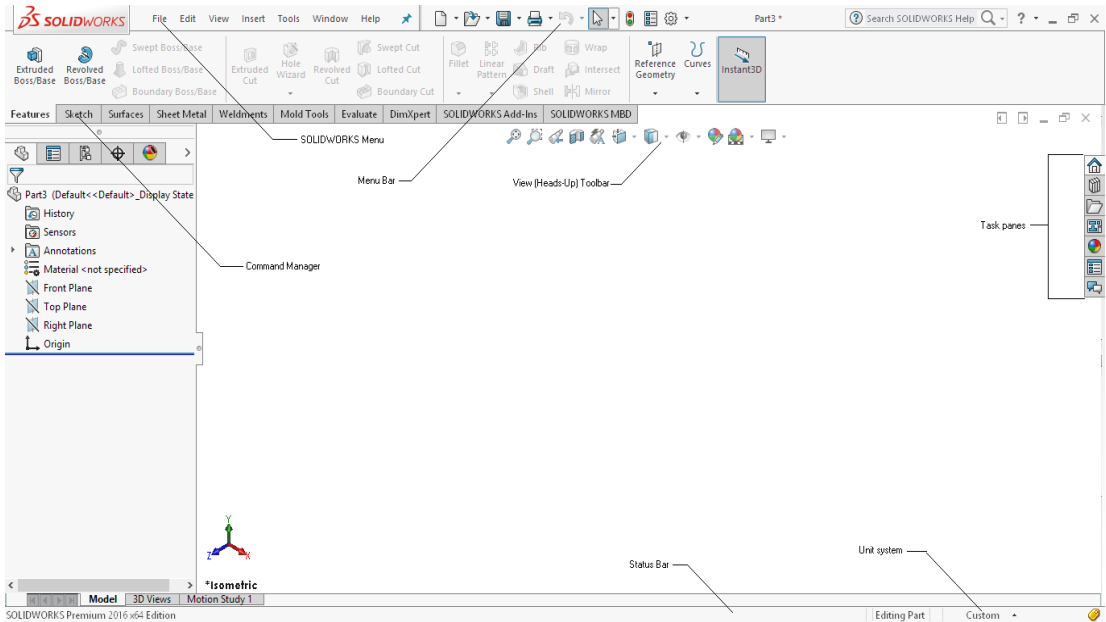 SOLIDWORKS File Edit View Insert Tools Window Help Part3 * Search SOLIDWORKS Help ?
Extruded Boss/Base
Revolved Boss/Base
Swept Boss/Base
Lofted Boss/Base
Boundary Boss/Base
Extruded Cut
Hole Wizard
Revolved Cut
Swept Cut
Lofted Cut
Boundary Cut
Fillet
Linear Pattern
Rib
Draft
Shell
Wrap
Intersect
Mirror
Reference Geometry
Curves
Instant3D
Features Sketch Surfaces Sheet Metal Weldments Mold Tools Evaluate DimXpert SOLIDWORKS Add-Ins SOLIDWORKS MBD
SOLIDWORKS Menu
Menu Bar
View (Heads-Up) Toolbar
Task panes
Command Manager
Part3 (Default<<Default>_Display State
History
Sensors
Annotations
Material <not specified>
Front Plane
Top Plane
Right Plane
Origin
Y
Z
X
*Isometric
Status Bar
Unit system
Model 3D Views Motion Study 1
SOLIDWORKS Premium 2016 x64 Edition Editing Part Custom